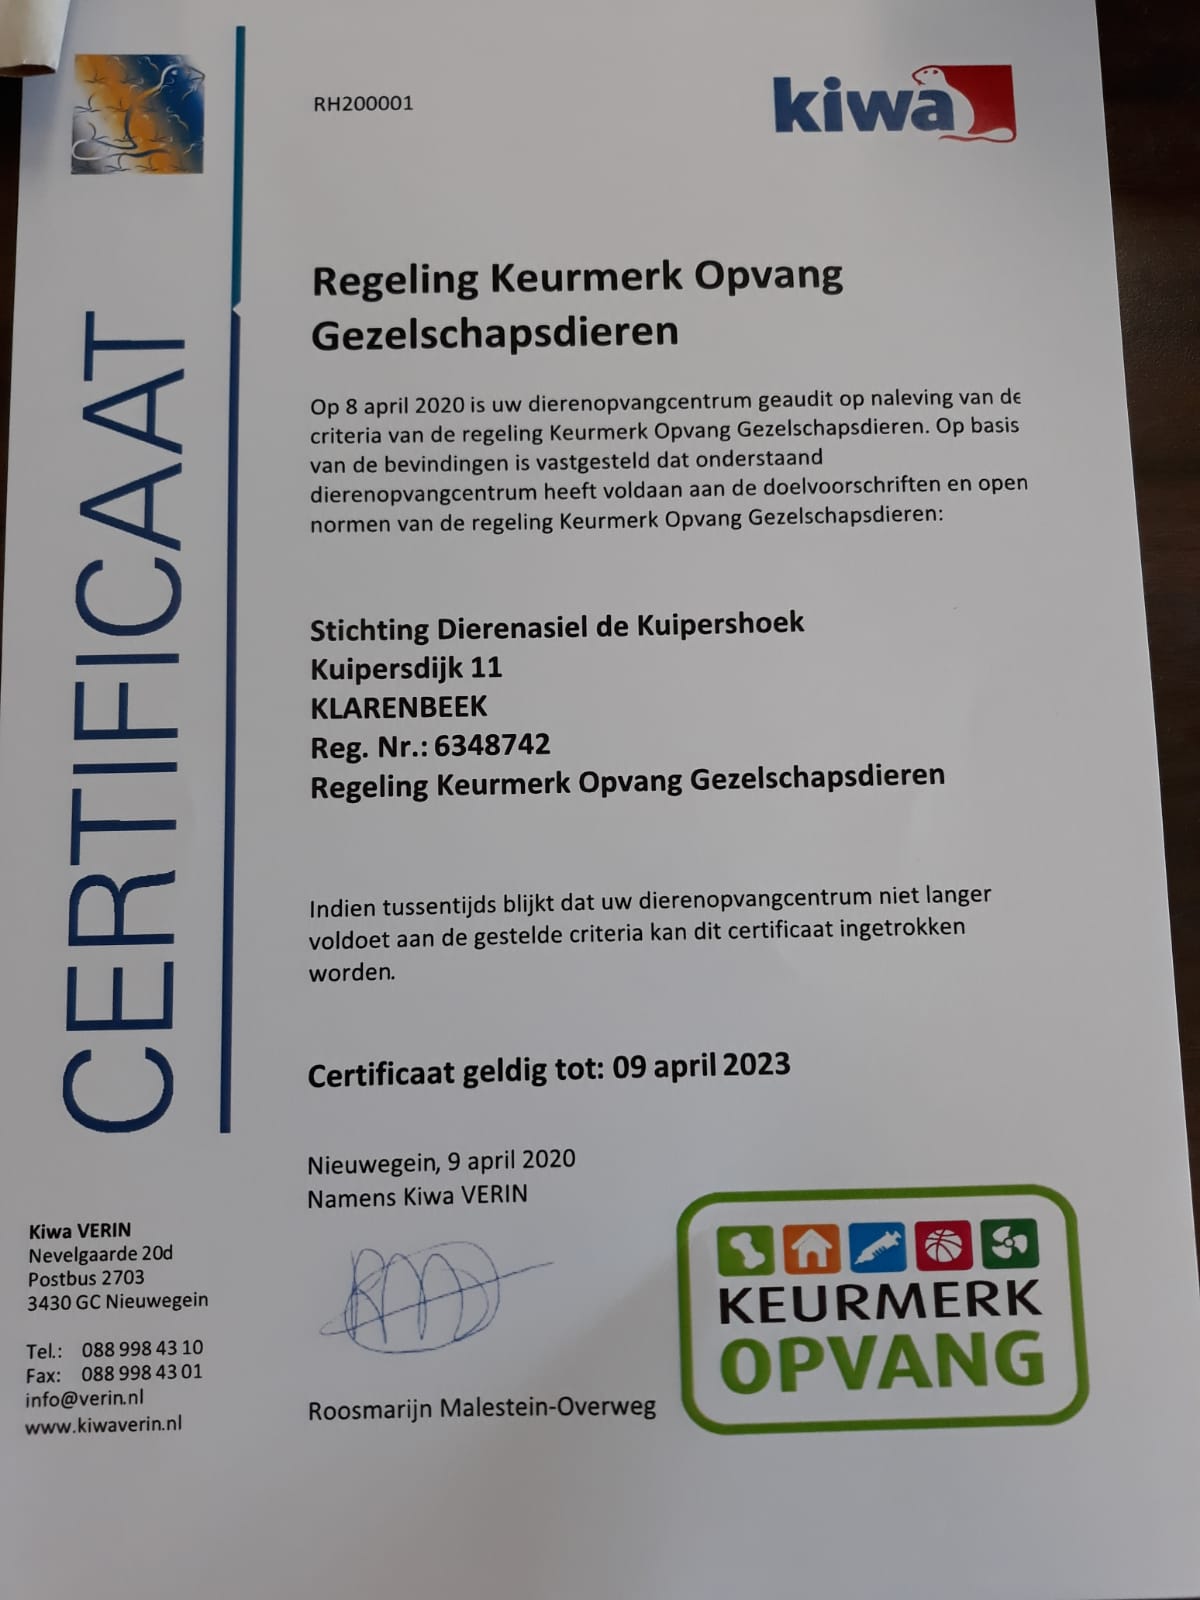 RH200001
kiwa
CERTIFICAAT
Regeling Keurmerk Opvang
Gezelschapsdieren
Op 8 april 2020 is uw dierenopvangcentrum geaudit op naleving van de
criteria van de regeling Keurmerk Opvang Gezelschapsdieren. Op basis
van de bevindingen is vastgesteld dat onderstaand
dierenopvangcentrum heeft voldaan aan de doelvoorschriften en open
normen van de regeling Keurmerk Opvang Gezelschapsdieren:
Stichting Dierenasiel de Kuipershoek
Kuipersdijk 11
KLARENBEEK
Reg. Nr.: 6348742
Regeling Keurmerk Opvang Gezelschapsdieren
Indien tussentijds blijkt dat uw dierenopvangcentrum niet langer
voldoet aan de gestelde criteria kan dit certificaat ingetrokken
worden.
Certificaat geldig tot: 09 april 2023
Nieuwegein, 9 april 2020
Namens Kiwa VERIN
Roosmarijn Malestein-Overweg
Kiwa VERIN
Nevelgaarde 20d
Postbus 2703
3430 GC Nieuwegein
Tel.: 088 998 43 10
Fax: 088 998 43 01
info@verin.nl
www.kiwaverin.nl
KEURMERK
OPVANG